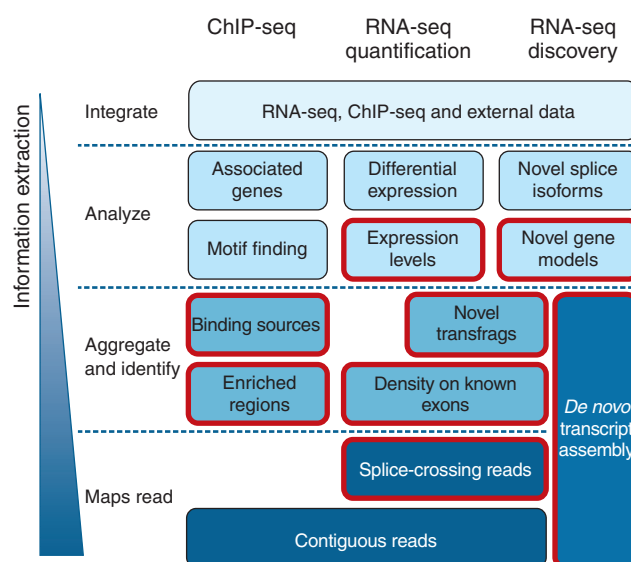 ChIP-seq
RNA-seq
quantification
RNA-seq
discovery
Information extraction
Integrate
RNA-seq, ChIP-seq and external data
Analyze
Associated
genes
Differential
expression
Novel splice
isoforms
Motif finding
Expression
levels
Novel gene
models
Aggregate
and identify
Binding sources
Novel
transfrags
Enriched
regions
Density on known
exons
De novo
transcript
assembly
Maps read
Splice-crossing reads
Contiguous reads